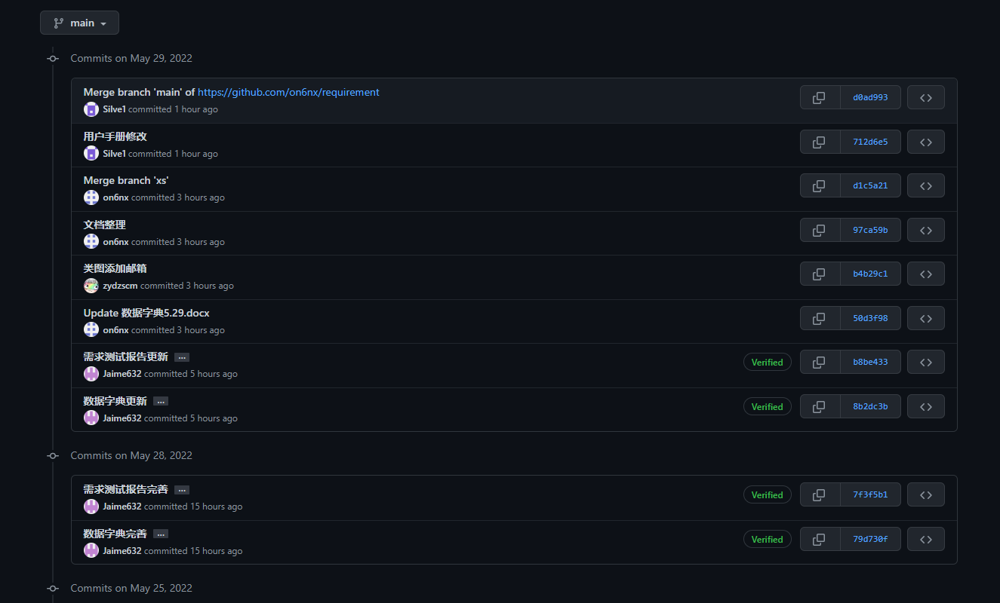 main
Commits on May 29, 2022
Merge branch 'main' of https://github.com/on6nx/requirement
d0ad993
Silve1 committed 1 hour ago
用户手册修改
712d6e5
Silve1 committed 1 hour ago
Merge branch 'xs'
d1c5a21
on6nx committed 3 hours ago
文档整理
97ca59b
on6nx committed 3 hours ago
类图添加邮箱
b4b29c1
zydzscm committed 3 hours ago
Update 数据字典5.29.docx
50d3f98
on6nx committed 3 hours ago
需求测试报告更新 ...
Verified b8be433
Jaime632 committed 5 hours ago
数据字典更新 ...
Verified 8b2dc3b
Jaime632 committed 5 hours ago
Commits on May 28, 2022
需求测试报告完善 ...
Verified 7f3f5b1
Jaime632 committed 15 hours ago
数据字典完善 ...
Verified 79d730f
Jaime632 committed 15 hours ago
Commits on May 25, 2022